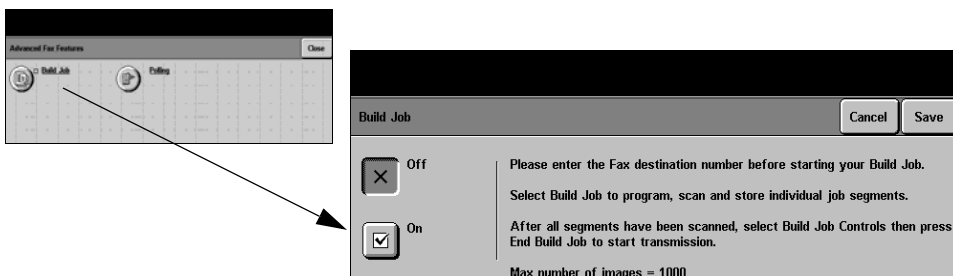 Advanced Fax Features
Close
Build Job
Polling
Build Job
Cancel
Save
Off
Please enter the Fax destination number before starting your Build Job.
Select Build Job to program, scan and store individual job segments.
On
After all segments have been scanned, select Build Job Controls then press
End Build Job to start transmission.
Max number of images = 1000